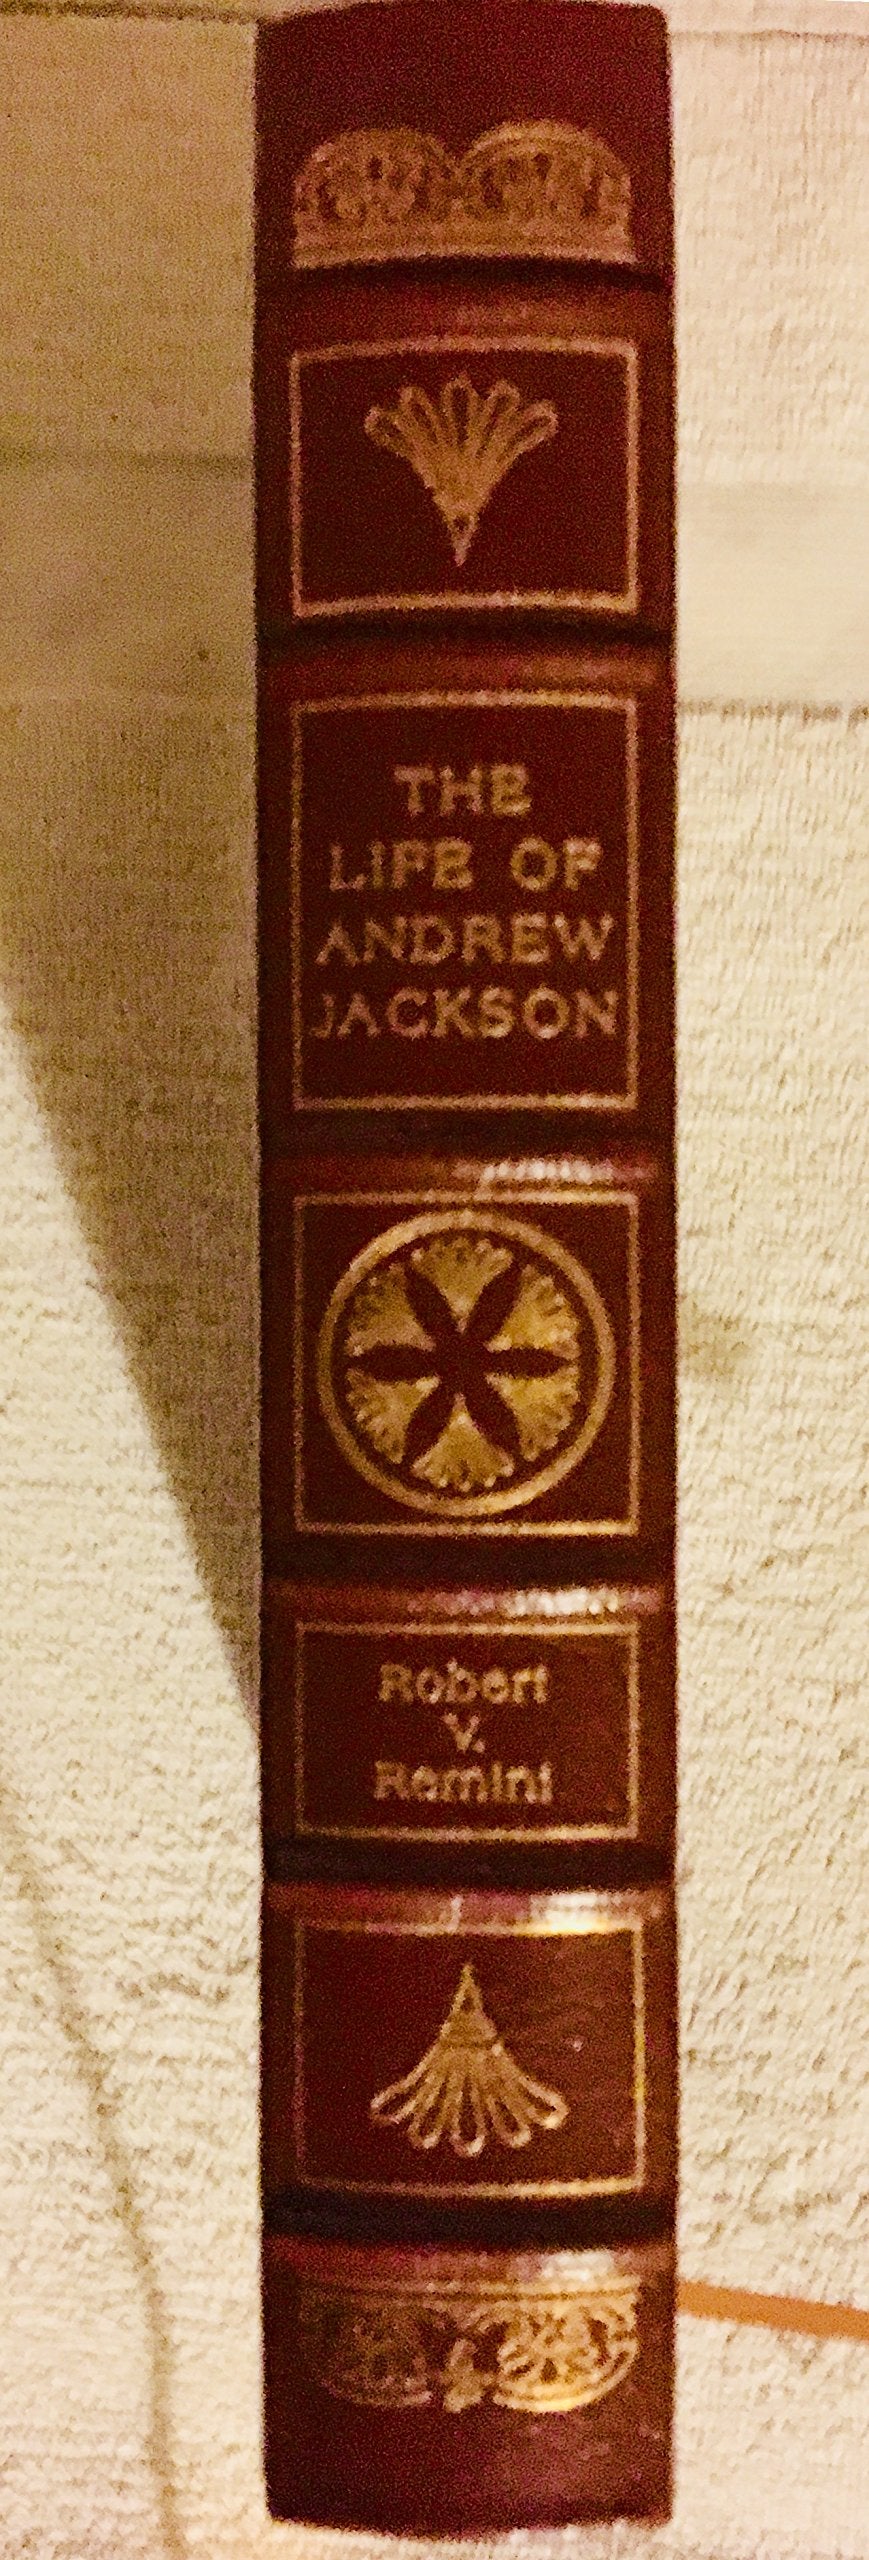 THE
LIFE OF
ANDREW
JACKSON
Robert
V.
Remini